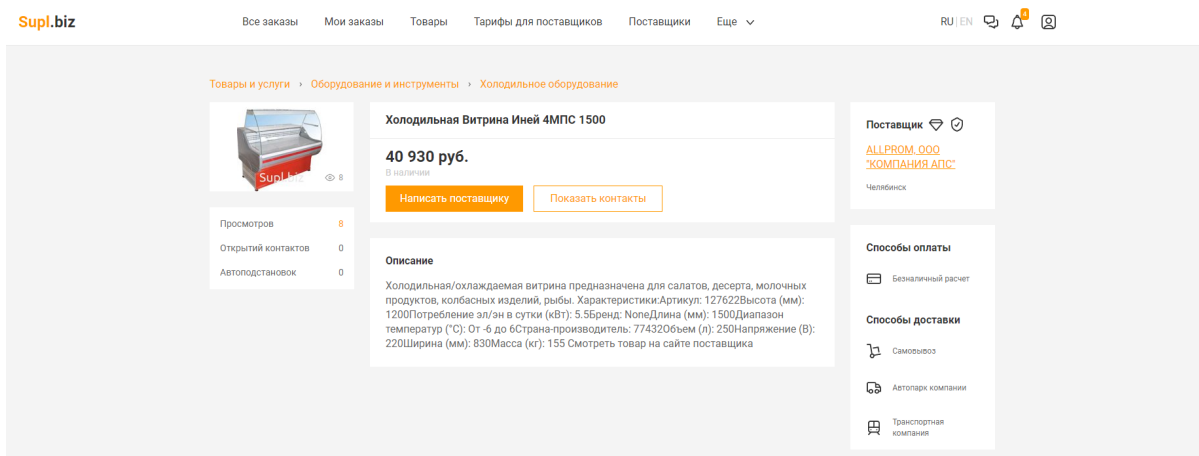 Supl.biz
Все заказы
Мои заказы
Товары
Тарифы для поставщиков
Поставщики
Еще
RU | EN
4
Товары и услуги › Оборудование и инструменты › Холодильное оборудование
Supl.biz
8
Просмотров 8
Открытий контактов 0
Автоподстановок 0
Холодильная Витрина Иней 4МПС 1500
40 930 руб.
В наличии
Написать поставщику
Показать контакты
Описание
Холодильная/охлаждаемая витрина предназначена для салатов, десерта, молочных
продуктов, колбасных изделий, рыбы. Характеристики:Артикул: 127622Высота (мм):
1200Потребление эл/эн в сутки (кВт): 5.5Бренд: NoneДлина (мм): 1500Диапазон
температур (°C): От -6 до 6Страна-производитель: 77432Объем (л): 250Напряжение (В):
220Ширина (мм): 830Масса (кг): 155 Смотреть товар на сайте поставщика
Поставщик
ALLPROM, ООО
"КОМПАНИЯ АПС"
Челябинск
Способы оплаты
Безналичный расчет
Способы доставки
Самовывоз
Автопарк компании
Транспортная
компания